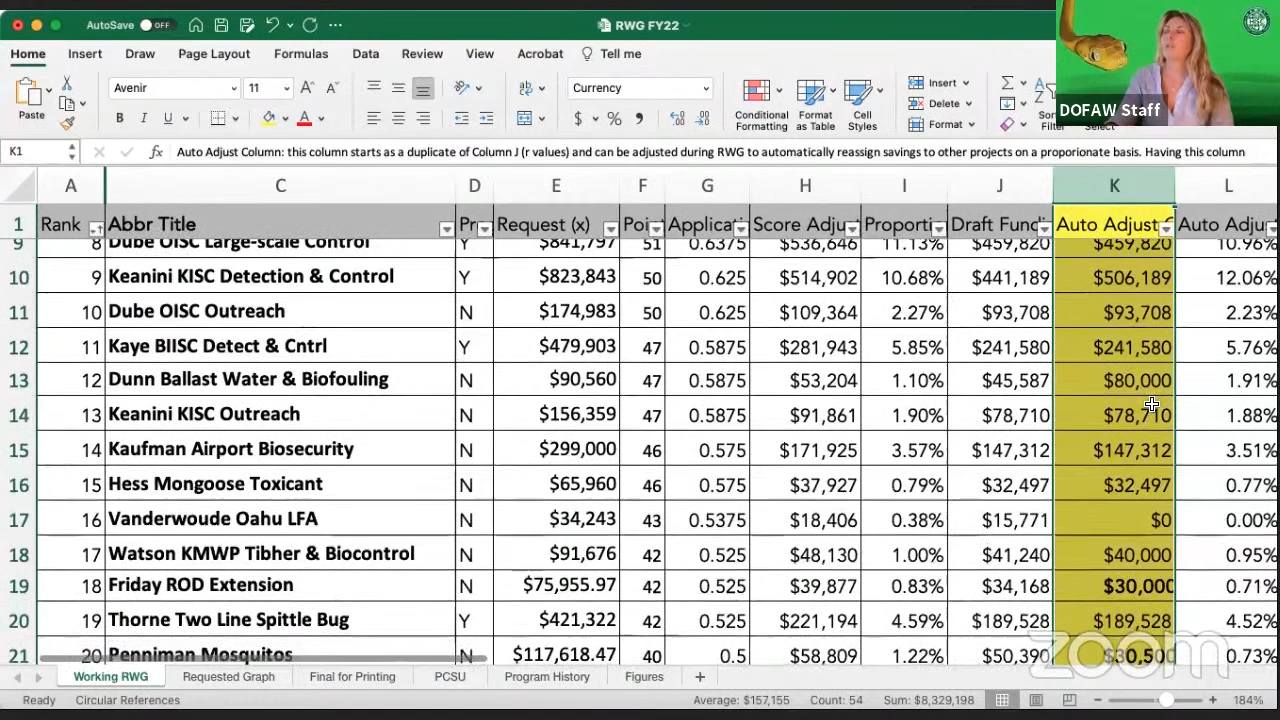 AutoSave OFF RWG FY22
DOFAW Staff
Home Insert Draw Page Layout Formulas Data Review View Acrobat Tell me
Paste Avenir 11 Currency Conditional Formatting Format as Table Cell Styles Insert Delete Format
K1 fx Auto Adjust Column: this column starts as a duplicate of Column J (r values) and can be adjusted during RWG to automatically reassign savings to other projects on a proportionate basis. Having this column
A C D E F G H I J K L
1 Rank Abbr Title Pr Request (x) Poi Applicati Score Adju Proporti Draft Fund Auto Adjust Auto Adju
9 8 Dube OISC Large-scale Control Y $841,797 51 0.6375 $536,646 11.13% $459,820 $459,820 10.96%
10 9 Keanini KISC Detection & Control Y $823,843 50 0.625 $514,902 10.68% $441,189 $506,189 12.06%
11 10 Dube OISC Outreach N $174,983 50 0.625 $109,364 2.27% $93,708 $93,708 2.23%
12 11 Kaye BIISC Detect & Cntrl Y $479,903 47 0.5875 $281,943 5.85% $241,580 $241,580 5.76%
13 12 Dunn Ballast Water & Biofouling N $90,560 47 0.5875 $53,204 1.10% $45,587 $80,000 1.91%
14 13 Keanini KISC Outreach N $156,359 47 0.5875 $91,861 1.90% $78,710 $78,710 1.88%
15 14 Kaufman Airport Biosecurity N $299,000 46 0.575 $171,925 3.57% $147,312 $147,312 3.51%
16 15 Hess Mongoose Toxicant N $65,960 46 0.575 $37,927 0.79% $32,497 $32,497 0.77%
17 16 Vanderwoude Oahu LFA N $34,243 43 0.5375 $18,406 0.38% $15,771 $0 0.00%
18 17 Watson KMWP Tibher & Biocontrol N $91,676 42 0.525 $48,130 1.00% $41,240 $40,000 0.95%
19 18 Friday ROD Extension N $75,955.97 42 0.525 $39,877 0.83% $34,168 $30,000 0.71%
20 19 Thorne Two Line Spittle Bug Y $421,322 42 0.525 $221,194 4.59% $189,528 $189,528 4.52%
21 20 Penniman Mosquitos N $117,618.47 40 0.5 $58,809 1.22% $50,390 $30,500 0.73%
zoom
Working RWG Requested Graph Final for Printing PCSU Program History Figures
Ready Circular References Average: $157,155 Count: 54 Sum: $8,329,198 184%